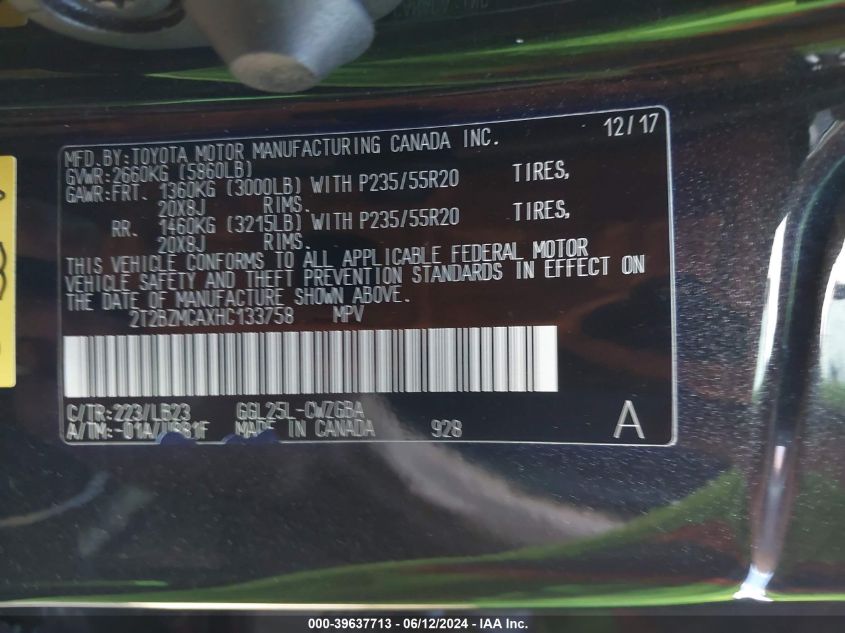 MFD. BY: TOYOTA MOTOR MANUFACTURING CANADA INC. 12/17
GVWR: 2660KG (5860LB)
GAWR: FRT. 1360KG (3000LB) WITH P235/55R20 TIRES,
20X8J RIMS.
RR. 1460KG (3215LB) WITH P235/55R20 TIRES,
20X8J RIMS.
THIS VEHICLE CONFORMS TO ALL APPLICABLE FEDERAL MOTOR
VEHICLE SAFETY AND THEFT PREVENTION STANDARDS IN EFFECT ON
THE DATE OF MANUFACTURE SHOWN ABOVE.
2T2BZMCAXHC133758 MPV
C/TR: 223/LB23 GGL25L-CWZGBA
A/TM: -01A/U881F MADE IN CANADA 928 A
000-39637713 - 06/12/2024 - IAA Inc.